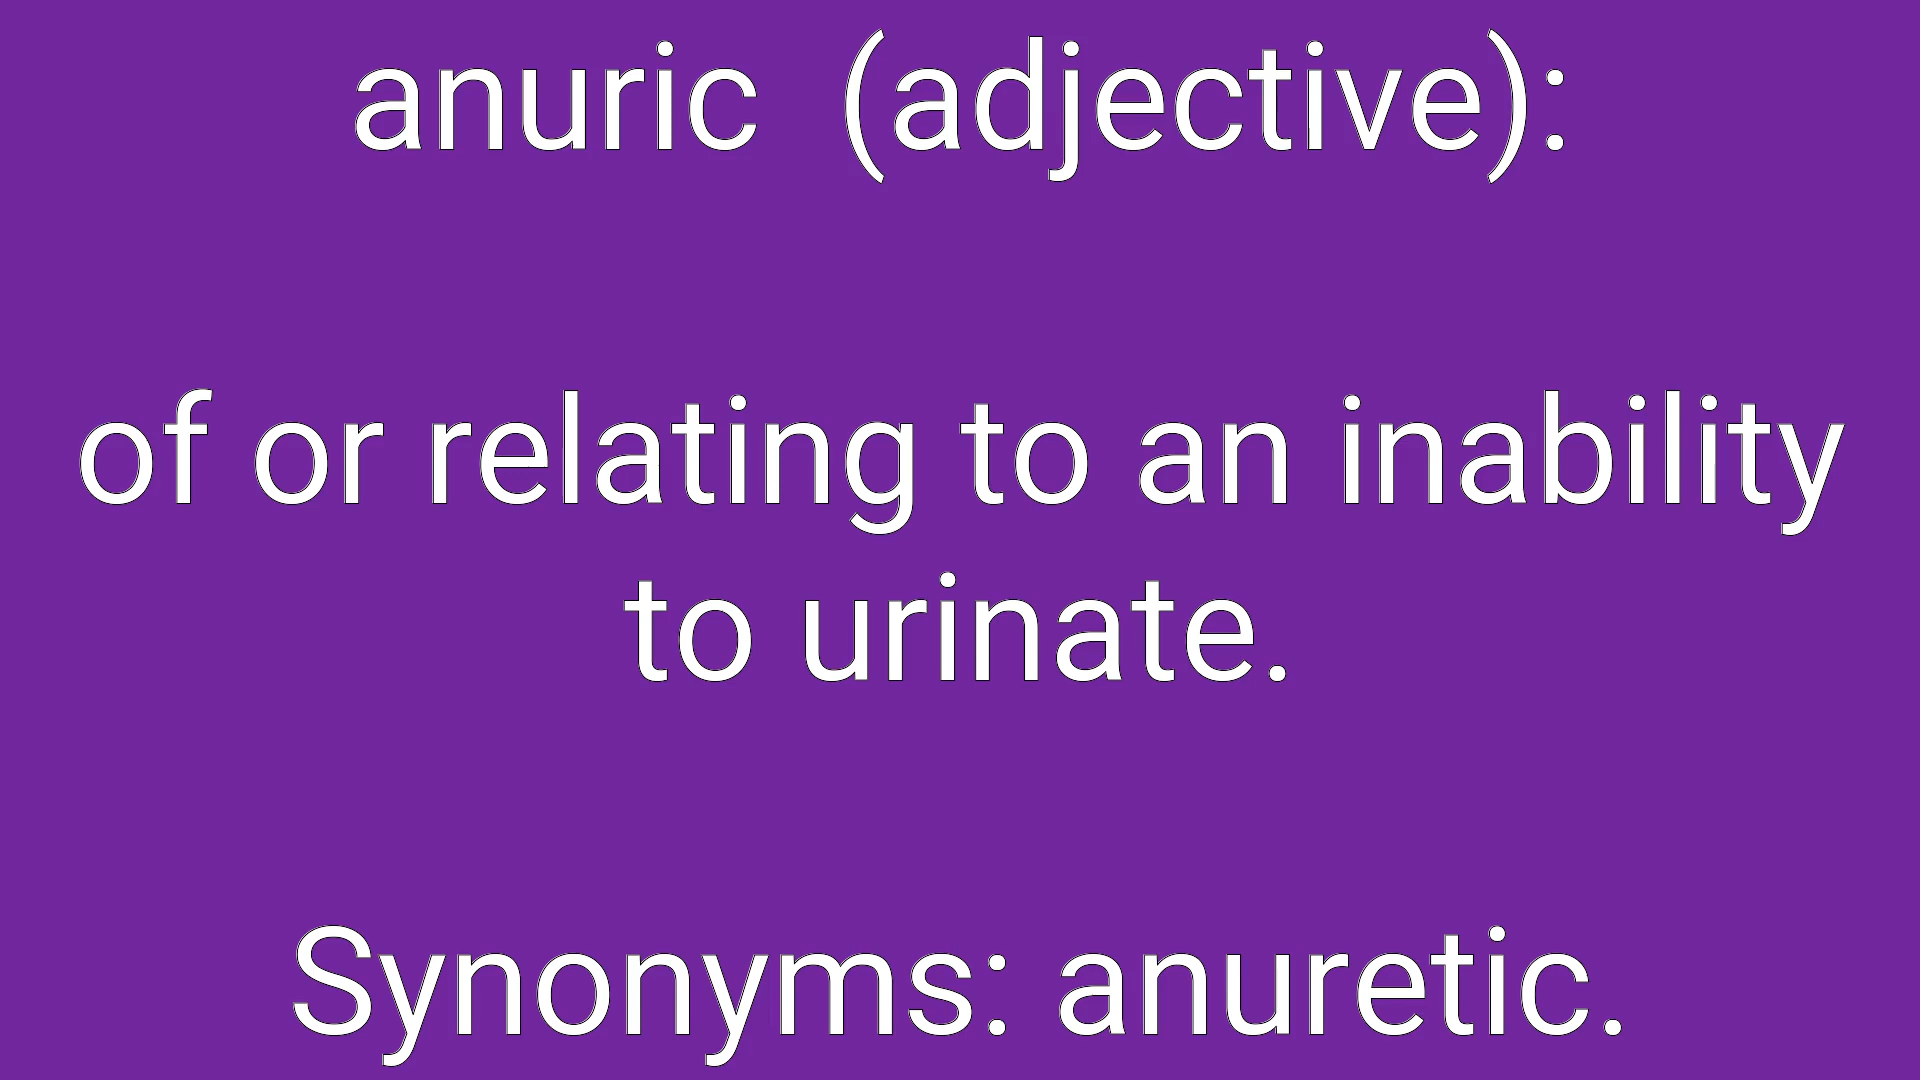 anuric  (adjective):
of or relating to an inability
to urinate.
Synonyms: anuretic.